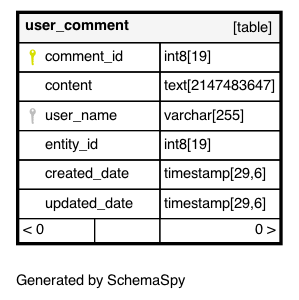 user_comment [table]
comment_id int8[19]
content text[2147483647]
user_name varchar[255]
entity_id int8[19]
created_date timestamp[29,6]
updated_date timestamp[29,6]
< 0 0 >
Generated by SchemaSpy